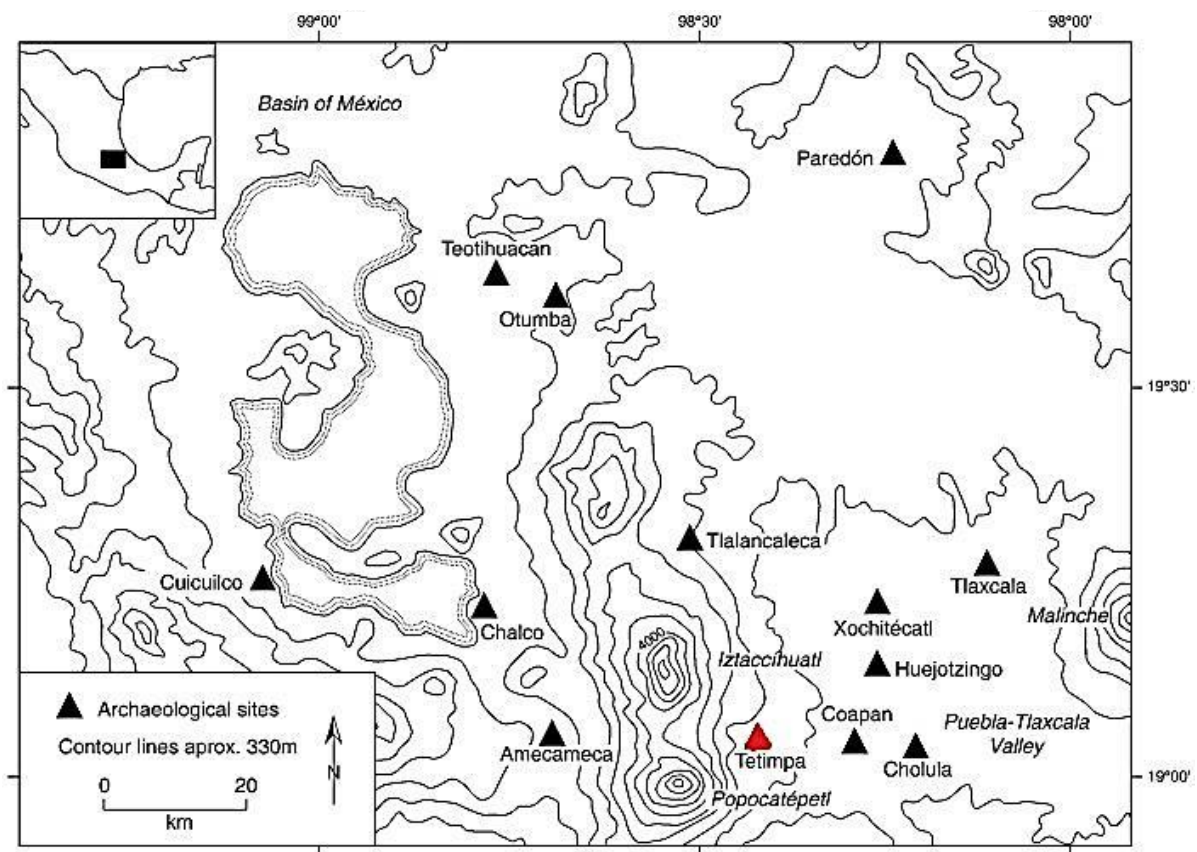 99°00'
98°30'
98°00'
Basin of México
Paredón
Teotihuacán
Otumba
19°30'
Tlalancaleca
Cuicuilco
Tlaxcala
Chalco
Xochitécatl
Malinche
4000
Iztaccíhuatl
Huejotzingo
Archaeological sites
Coapan
Puebla-Tlaxcala
Valley
Contour lines aprox. 330m
Amecameca
Tetimpa
Cholula
0 20
N
km
Popocatépetl
19°00'